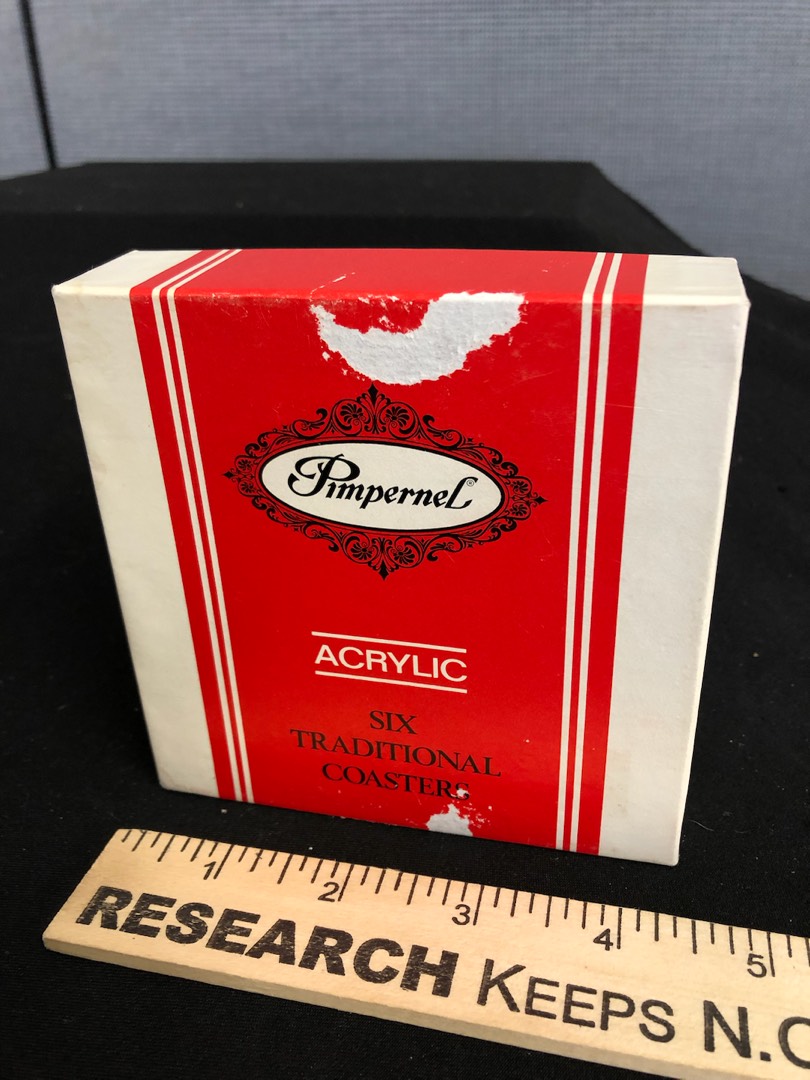 Pimpernel®
ACRYLIC
SIX
TRADITIONAL
COASTERS
1 2 3 4 5
RESEARCH KEEPS N.C